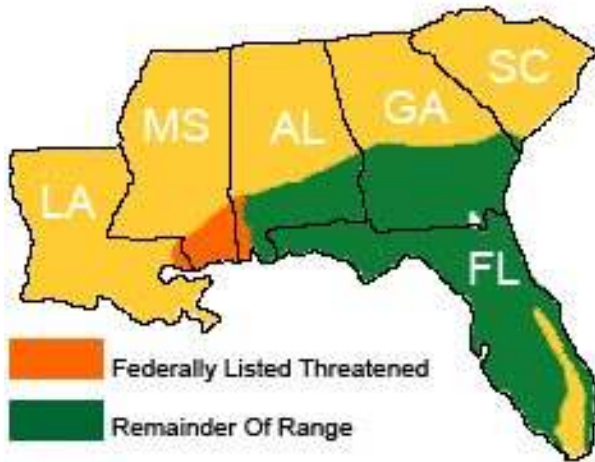 SC
GA
MS
AL
LA
FL
Federally Listed Threatened
Remainder Of Range